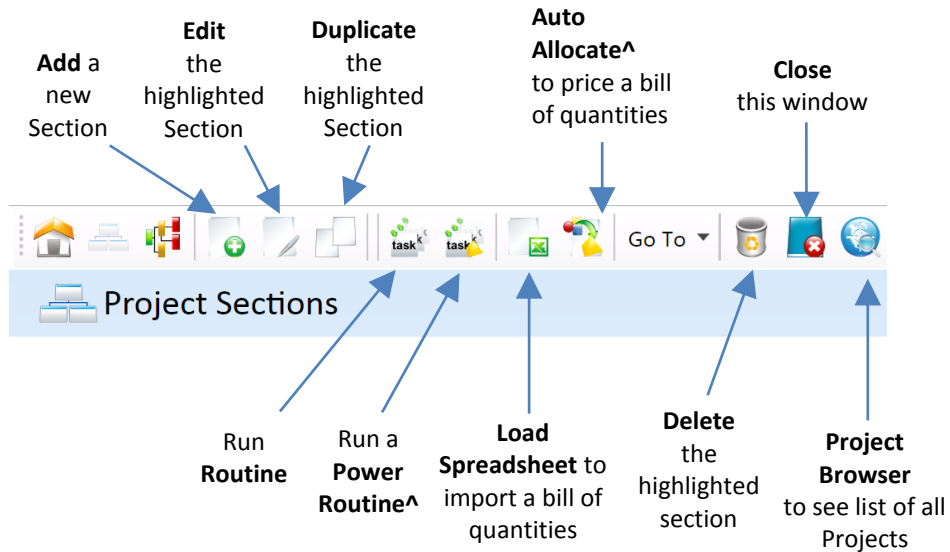 Add a
new
Section
Edit
the
highlighted
Section
Duplicate
the
highlighted
Section
Auto
Allocate^
to price a bill
of quantities
Close
this window
task
task
Go To
Project Sections
Run
Routine
Run a
Power
Routine^
Load
Spreadsheet to
import a bill of
quantities
Delete
the
highlighted
section
Project
Browser
to see list of all
Projects